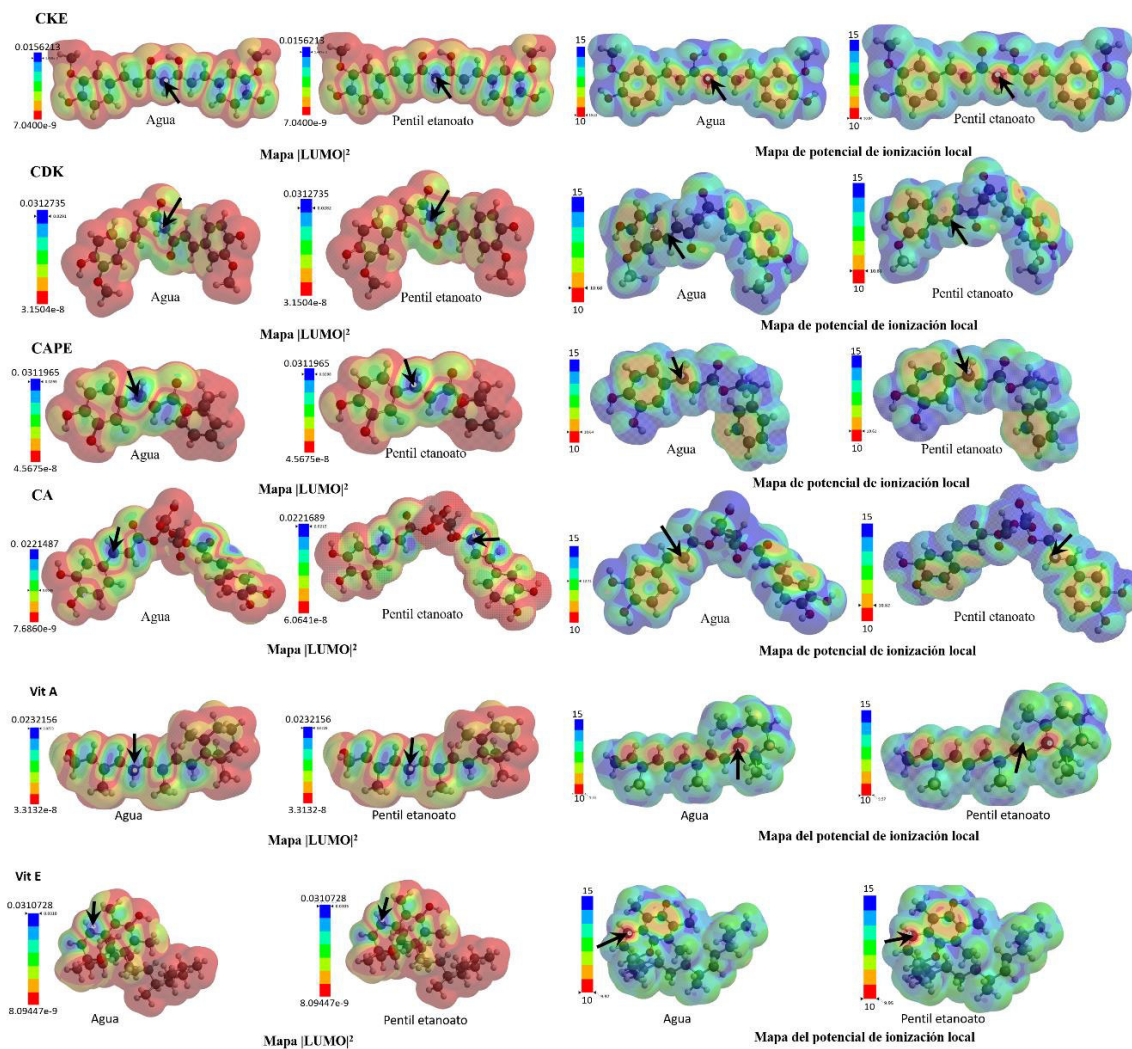 CKE
0.0156213
7.0400e-9
Agua
0.0156213
7.0400e-9
Pentil etanoato
15
10
Agua
15
10
Pentil etanoato
Mapa |LUMO|²
Mapa de potencial de ionización local
CDK
0.0312735
3.1504e-8
Agua
0.0312735
3.1504e-8
Pentil etanoato
15
10
10.68
Agua
15
10
Pentil etanoato
Mapa |LUMO|²
Mapa de potencial de ionización local
CAPE
0.0311965
4.5675e-8
Agua
0.0311965
4.5675e-8
Pentil etanoato
15
10
Agua
15
10
Pentil etanoato
Mapa |LUMO|²
Mapa de potencial de ionización local
CA
0.0221487
7.6860e-9
Agua
0.0221689
6.0641e-8
Pentil etanoato
15
10
Agua
15
10
Pentil etanoato
Mapa |LUMO|²
Mapa de potencial de ionización local
Vit A
0.0232156
3.3132e-8
Agua
0.0232156
3.3132-8
Pentil etanoato
15
10
Agua
15
10
Pentil etanoato
Mapa |LUMO|²
Mapa del potencial de ionización local
Vit E
0.0310728
8.09447e-9
Agua
0.0310728
8.09447e-9
Pentil etanoato
15
10
Agua
15
10
Pentil etanoato
Mapa |LUMO|²
Mapa del potencial de ionización local